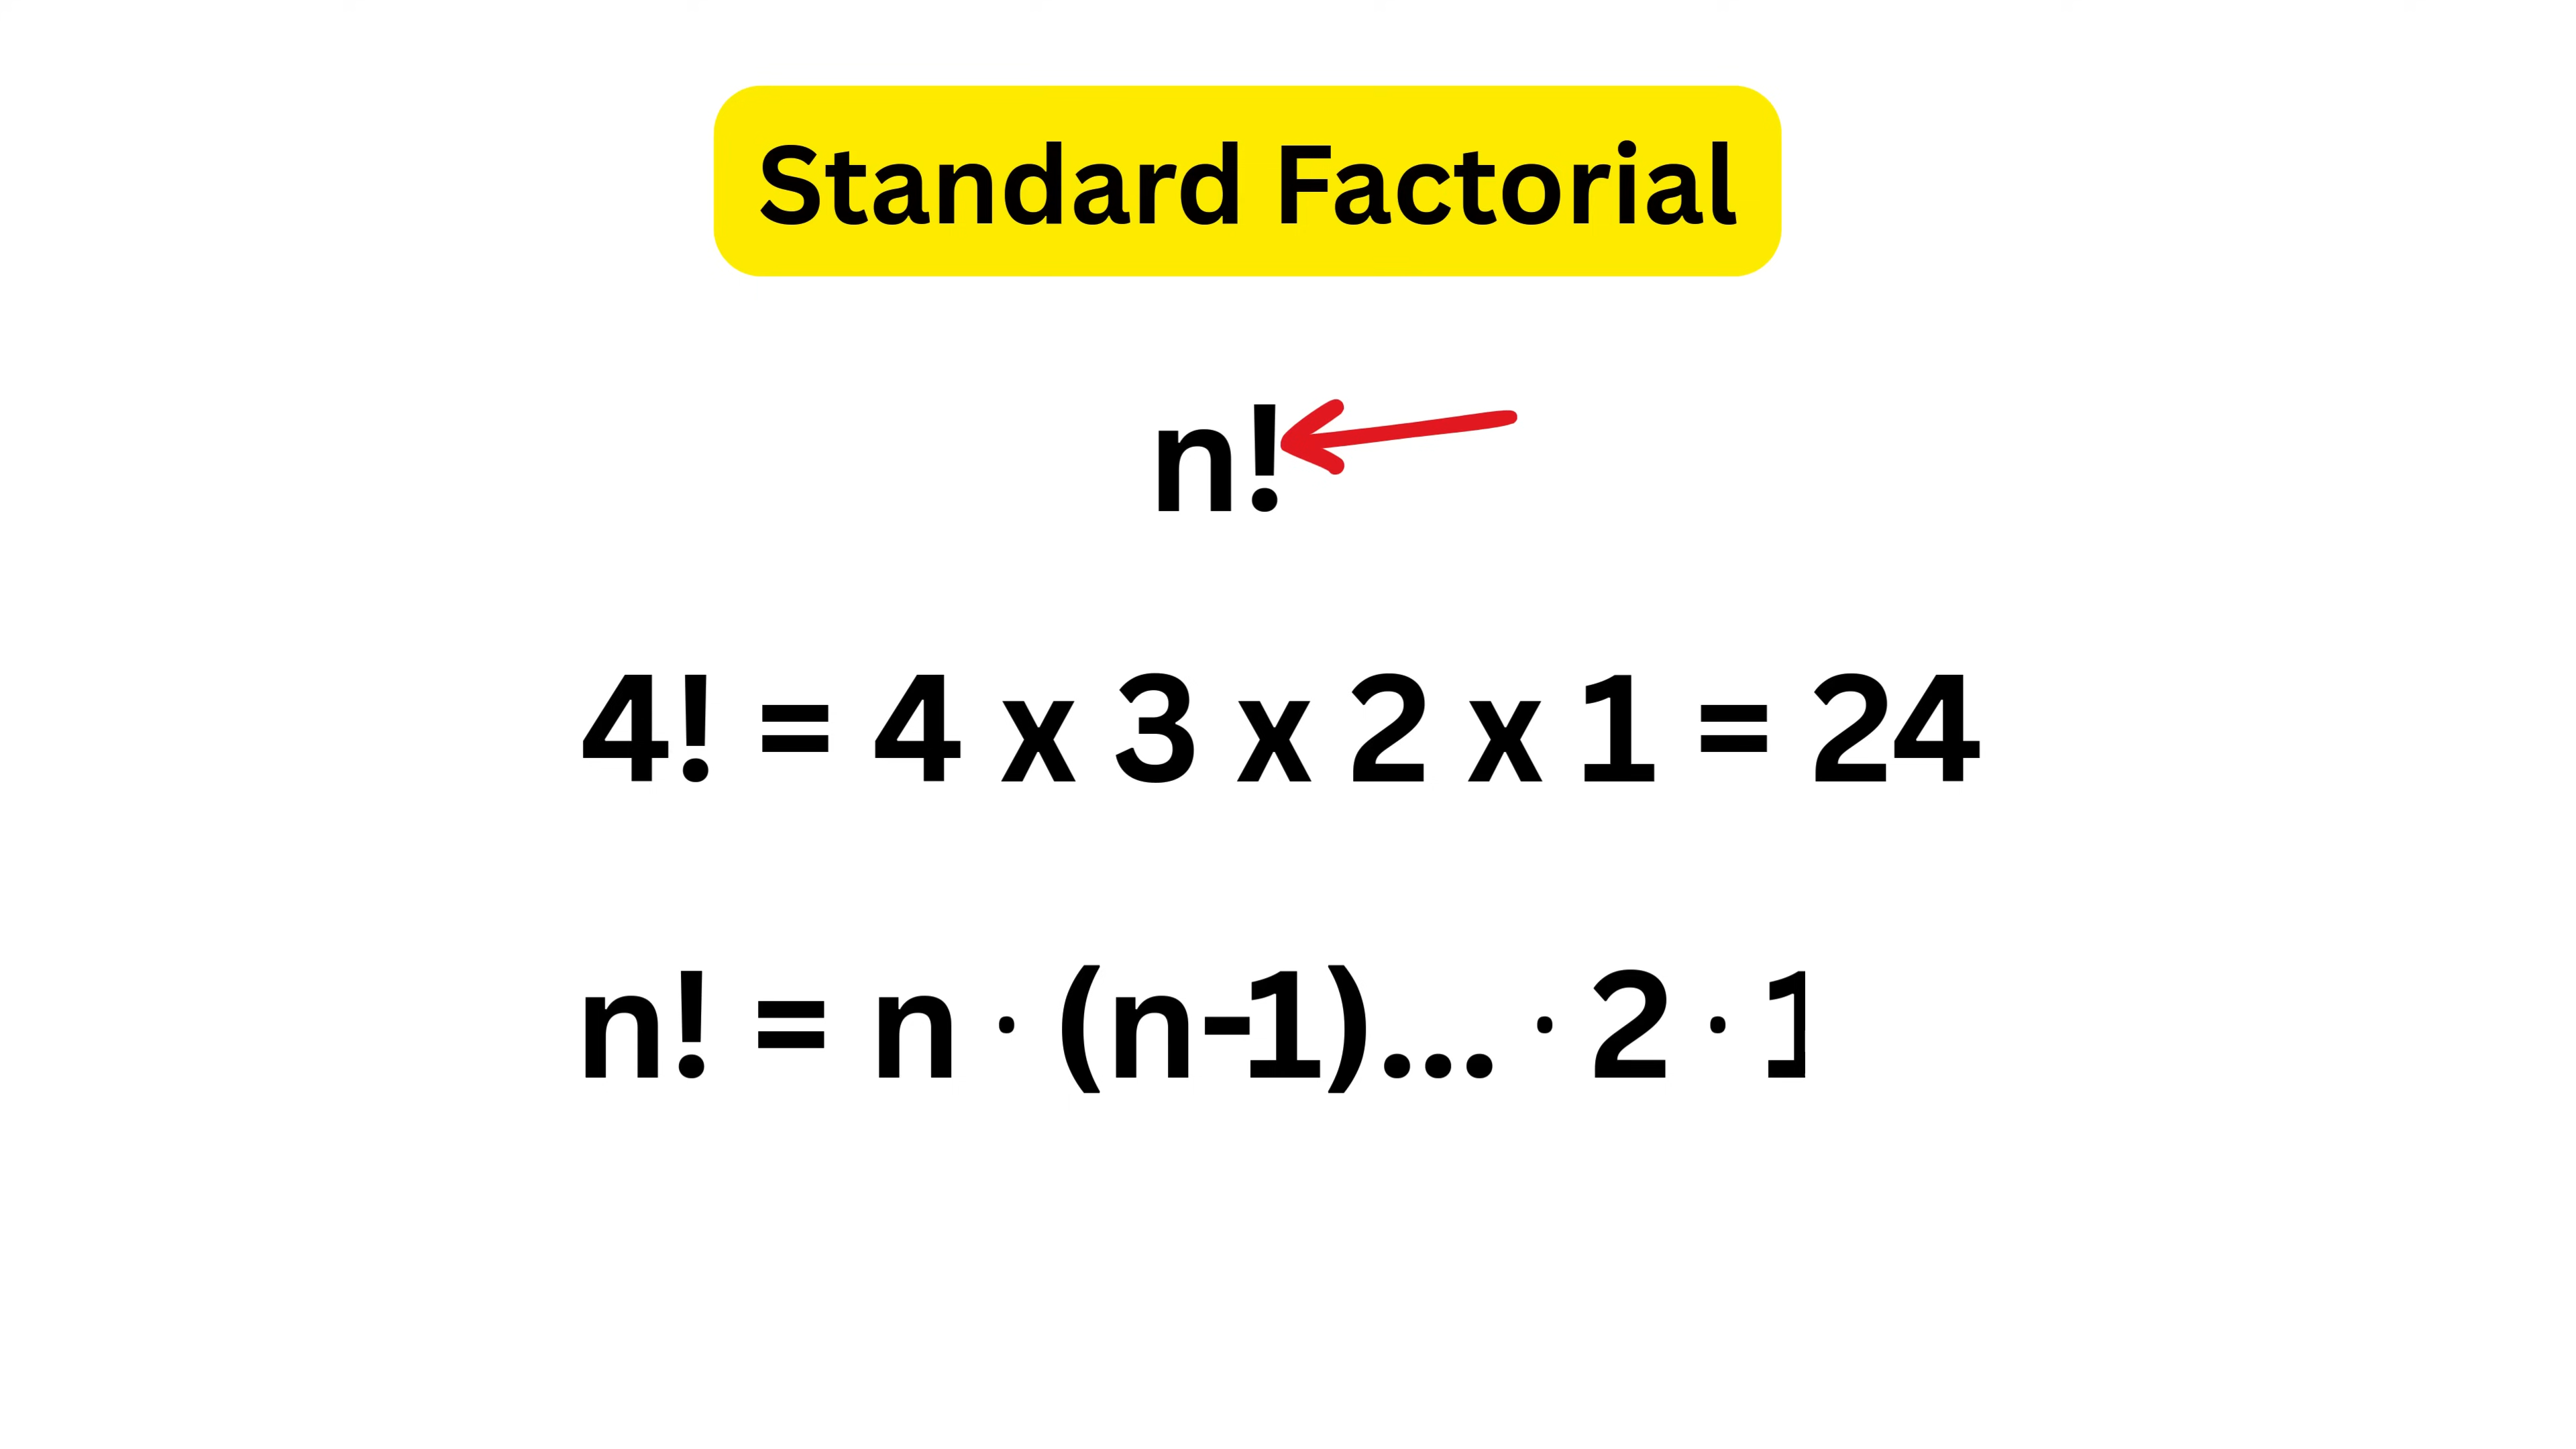 Standard Factorial
n!
4! = 4 x 3 x 2 x 1 = 24
n! = n · (n-1)... · 2 · 1